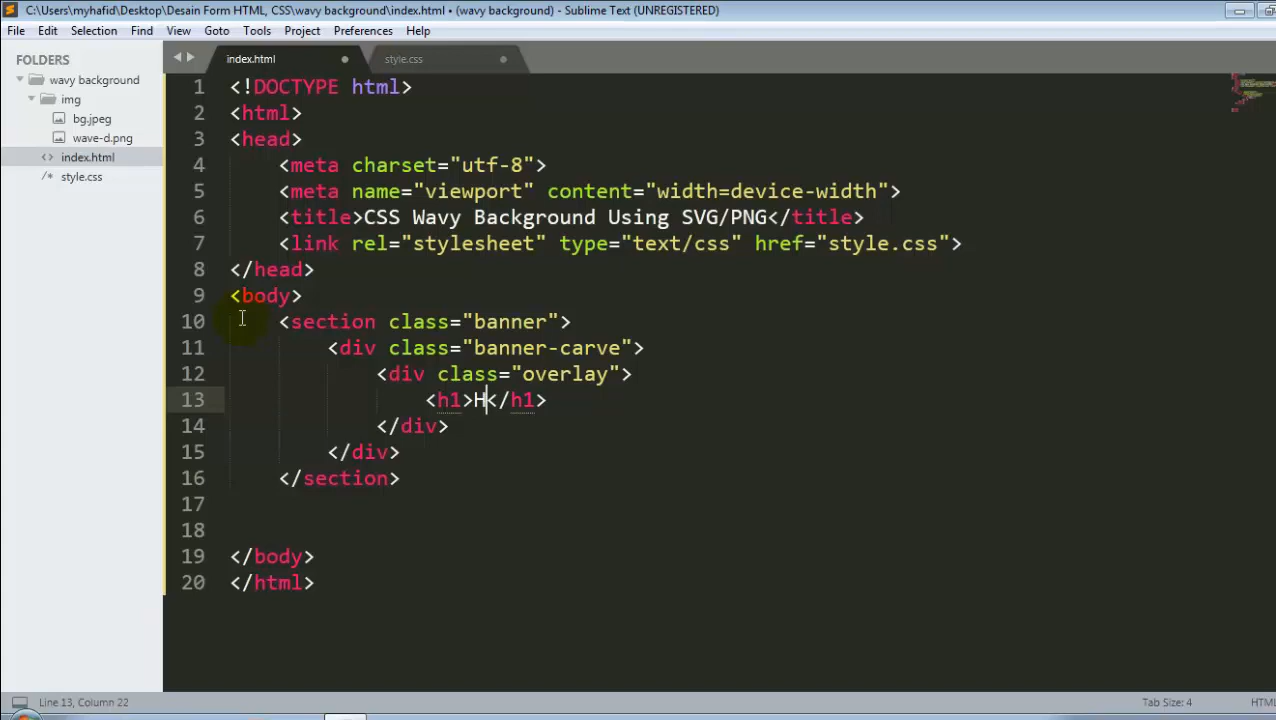 C:\Users\myhafid\Desktop\Desain Form HTML, CSS\wavy background\index.html • (wavy background) - Sublime Text (UNREGISTERED)
File Edit Selection Find View Goto Tools Project Preferences Help
FOLDERS
wavy background
img
bg.jpeg
wave-d.png
index.html
style.css
index.html style.css
1 <!DOCTYPE html>
2 <html>
3 <head>
4 <meta charset="utf-8">
5 <meta name="viewport" content="width=device-width">
6 <title>CSS Wavy Background Using SVG/PNG</title>
7 <link rel="stylesheet" type="text/css" href="style.css">
8 </head>
9 <body>
10 <section class="banner">
11 <div class="banner-carve">
12 <div class="overlay">
13 <h1>H</h1>
14 </div>
15 </div>
16 </section>
17
18
19 </body>
20 </html>
Line 13, Column 22 Tab Size: 4 HTML